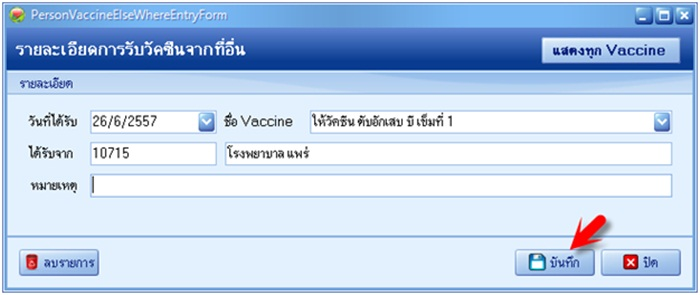 PersonVaccineElseWhereEntryForm
รายละเอียดการรับวัคซีนจากที่อื่น แสดงทุก Vaccine
รายละเอียด
วันที่ได้รับ 26/6/2557 ชื่อ Vaccine ให้วัคซีน ตับอักเสบ บี เข็มที่ 1
ได้รับจาก 10715 โรงพยาบาล แพร่
หมายเหตุ
ลบรายการ บันทึก ปิด